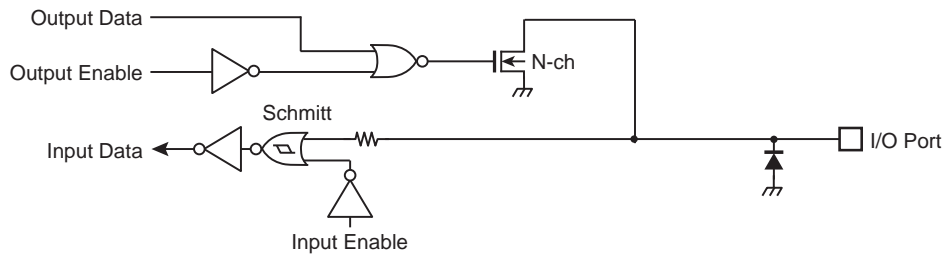 Output Data
Output Enable
N-ch
Schmitt
Input Data
I/O Port
Input Enable